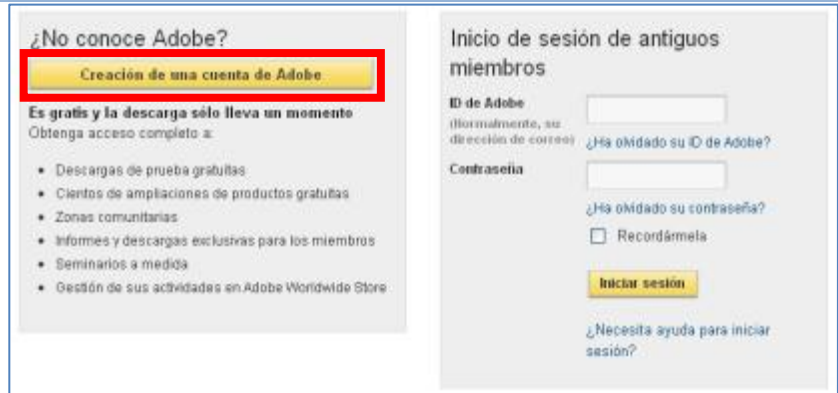 ¿No conoce Adobe?
Creación de una cuenta de Adobe
Es gratis y la descarga sólo lleva un momento
Obtenga acceso completo a:
• Descargas de prueba gratuitas
• Cientos de ampliaciones de productos gratuitas
• Zonas comunitarias
• Informes y descargas exclusivas para los miembros
• Seminarios a medida
• Gestión de sus actividades en Adobe Worldwide Store
Inicio de sesión de antiguos
miembros
ID de Adobe
(Normalmente, su
dirección de correo)
¿Ha olvidado su ID de Adobe?
Contraseña
¿Ha olvidado su contraseña?
Recordármela
Iniciar sesión
¿Necesita ayuda para iniciar
sesión?